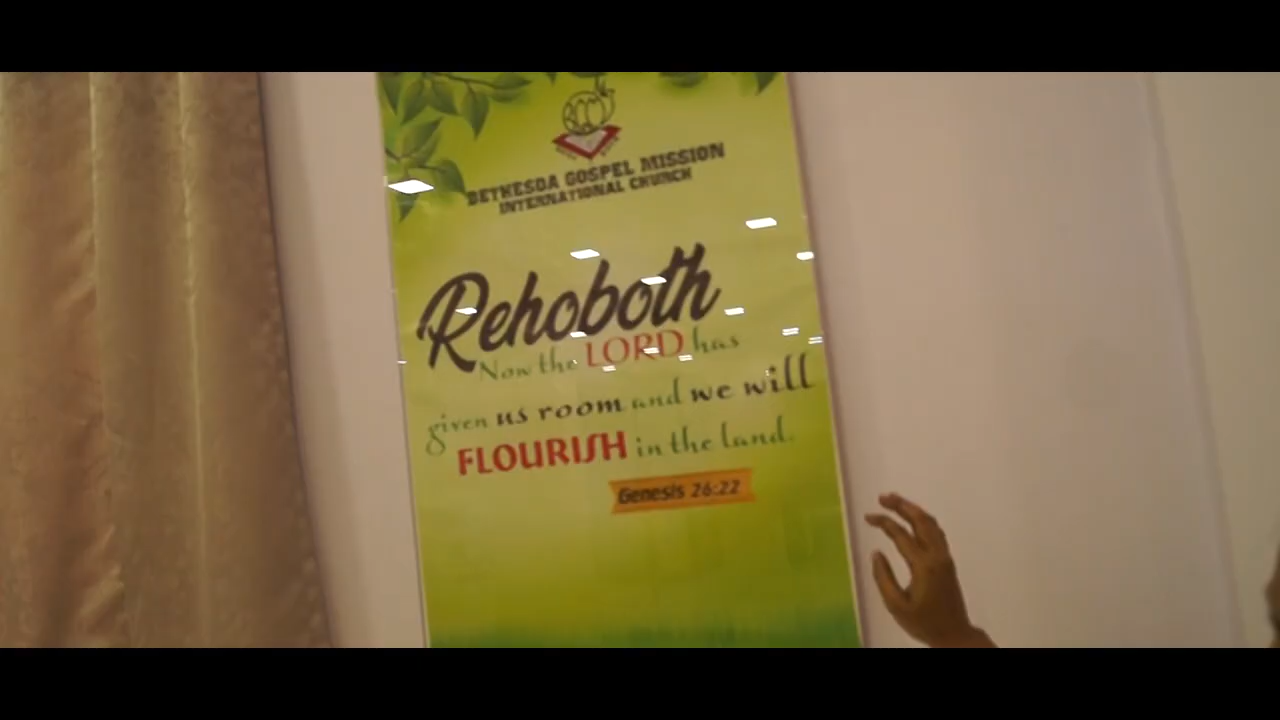 BETHESDA GOSPEL MISSION
INTERNATIONAL CHURCH
Rehoboth
Now the LORD has
given us room and we will
FLOURISH in the land.
Genesis 26:22